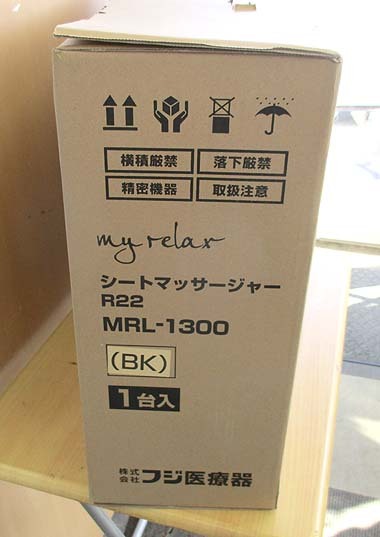 横積厳禁 落下厳禁
精密機器 取扱注意
my relax
シートマッサージャー
R22
MRL-1300
(BK)
1台入
株式会社 フジ医療器